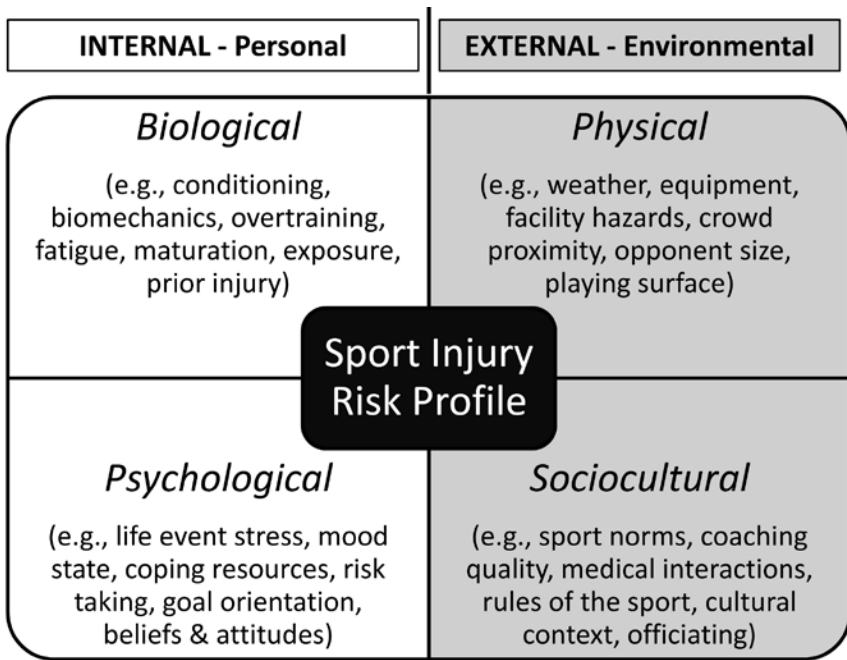 INTERNAL - Personal
EXTERNAL - Environmental
Biological
(e.g., conditioning,
biomechanics, overtraining,
fatigue, maturation, exposure,
prior injury)
Physical
(e.g., weather, equipment,
facility hazards, crowd
proximity, opponent size,
playing surface)
Sport Injury
Risk Profile
Psychological
(e.g., life event stress, mood
state, coping resources, risk
taking, goal orientation,
beliefs & attitudes)
Sociocultural
(e.g., sport norms, coaching
quality, medical interactions,
rules of the sport, cultural
context, officiating)